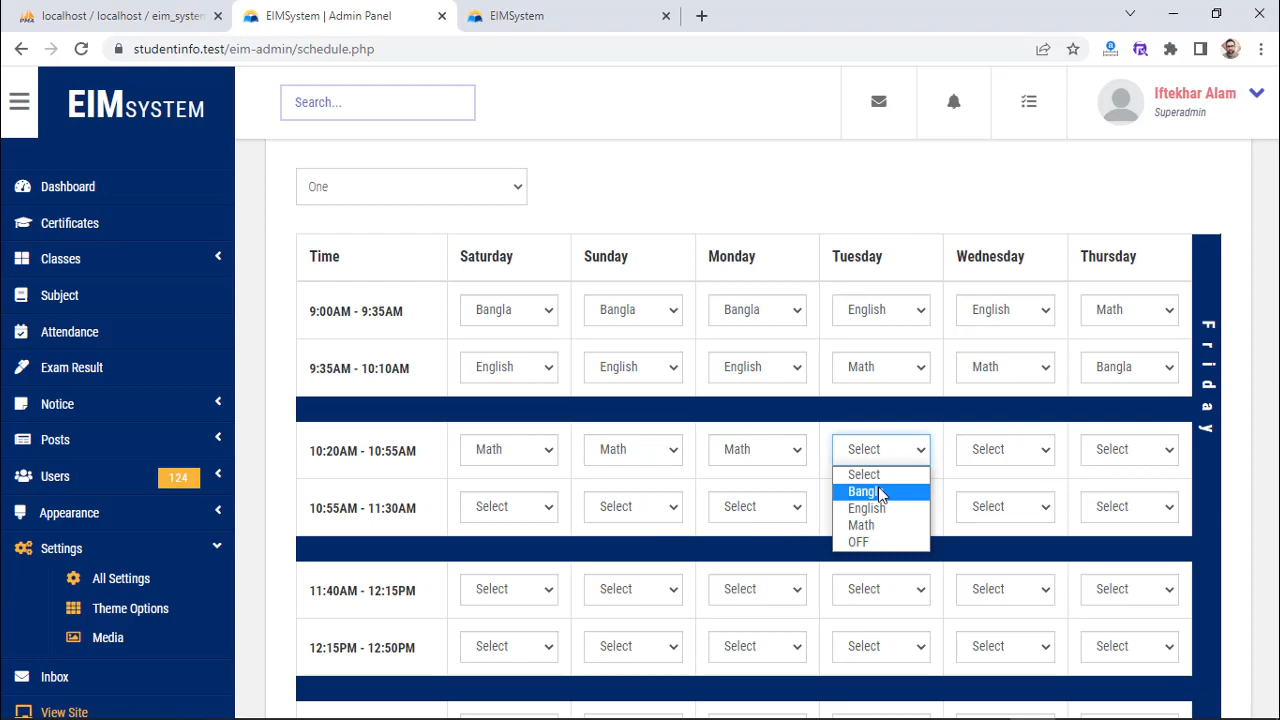 localhost / localhost / eim_system
EIMSystem | Admin Panel
EIMSystem
studentinfo.test/eim-admin/schedule.php
EIMSYSTEM
Search...
Iftekhar Alam
Superadmin
Dashboard
Certificates
Classes
Subject
Attendance
Exam Result
Notice
Posts
Users 124
Appearance
Settings
All Settings
Theme Options
Media
Inbox
View Site
One
Time Saturday Sunday Monday Tuesday Wednesday Thursday
9:00AM - 9:35AM Bangla Bangla Bangla English English Math
9:35AM - 10:10AM English English English Math Math Bangla
10:20AM - 10:55AM Math Math Math Select Select Select
Select
Bangla
English
Math
OFF
10:55AM - 11:30AM Select Select Select Select Select
11:40AM - 12:15PM Select Select Select Select Select Select
12:15PM - 12:50PM Select Select Select Select Select Select
Friday